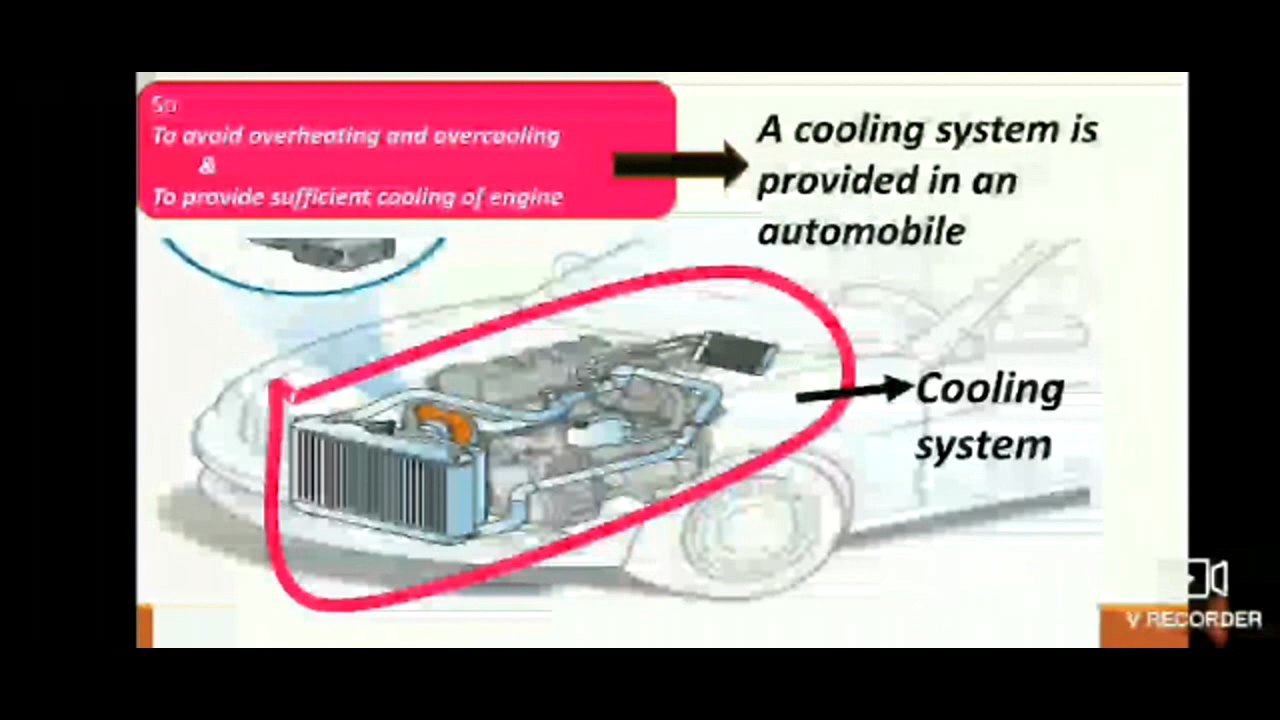 So
To avoid overheating and overcooling
&
To provide sufficient cooling of engine
A cooling system is
provided in an
automobile
Cooling
system
V RECORDER